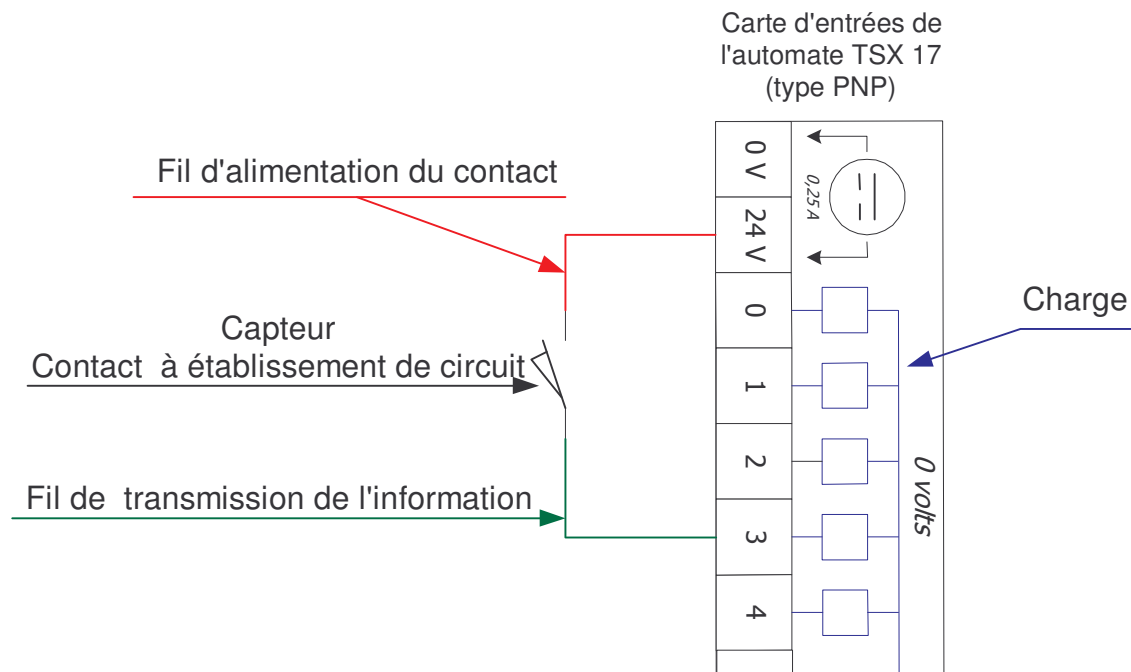 Carte d'entrées de
l'automate TSX 17
(type PNP)
Fil d'alimentation du contact
0 V
0,25 A
24 V
0
Charge
Capteur
Contact à établissement de circuit
1
2
0 volts
Fil de transmission de l'information
3
4